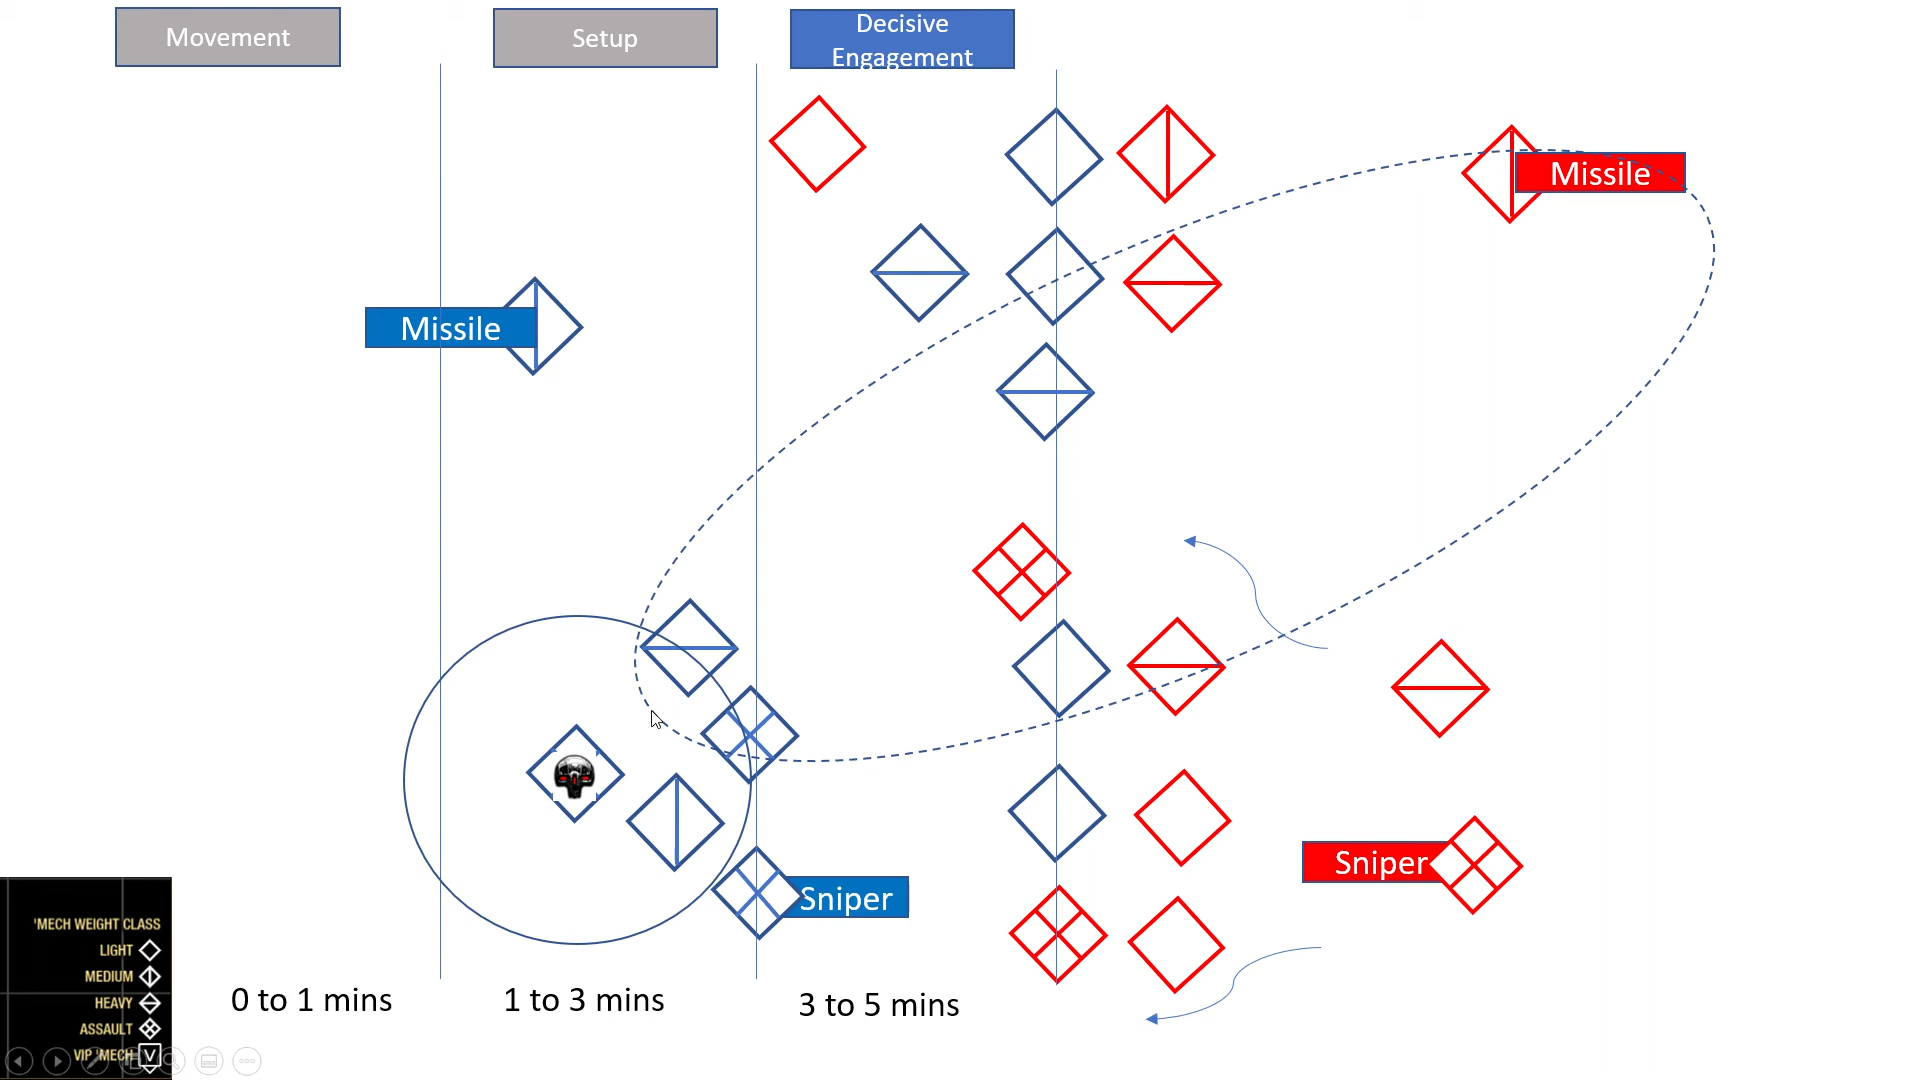 Movement
Setup
Decisive
Engagement
Missile
Missile
Sniper
Sniper
'MECH WEIGHT CLASS
LIGHT
MEDIUM
HEAVY
ASSAULT
VIP 'MECH V
0 to 1 mins
1 to 3 mins
3 to 5 mins